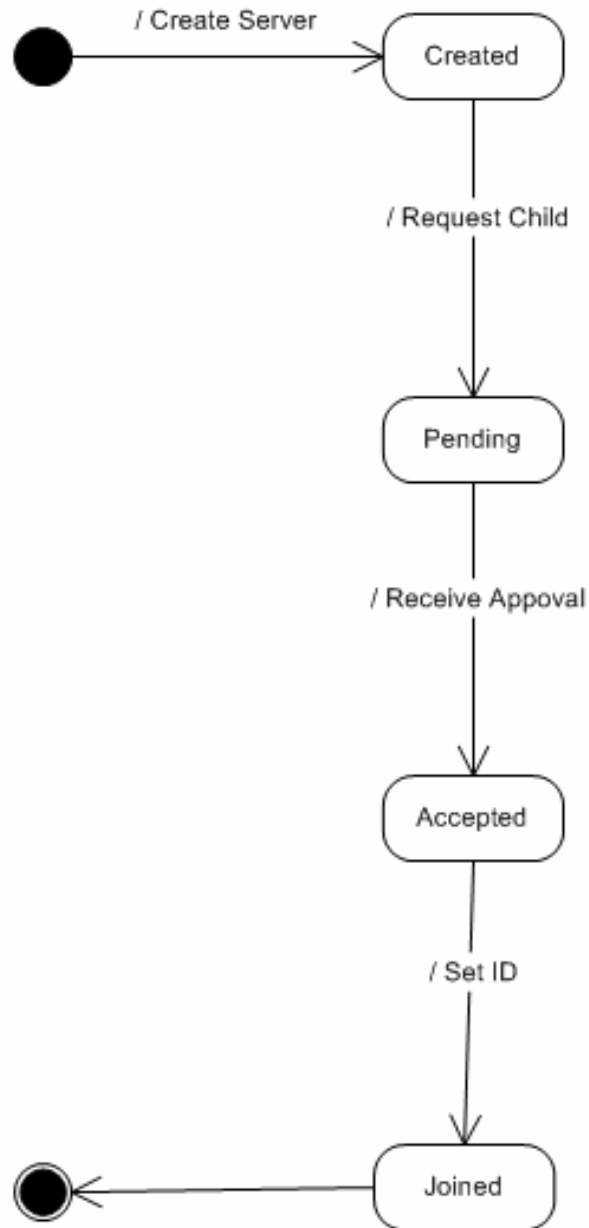 / Create Server
Created
/ Request Child
Pending
/ Receive Appoval
Accepted
/ Set ID
Joined